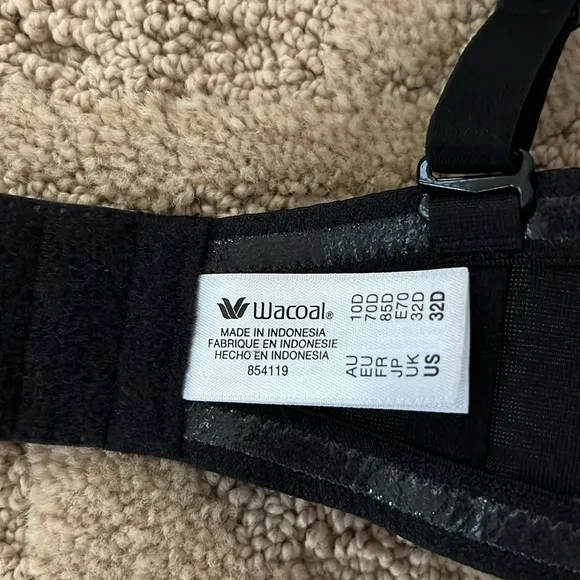 Wacoal®
MADE IN INDONESIA
FABRIQUE EN INDONESIE
HECHO EN INDONESIA
854119
AU 10D
EU 70D
FR 85D
JP E70
UK 32D
US 32D